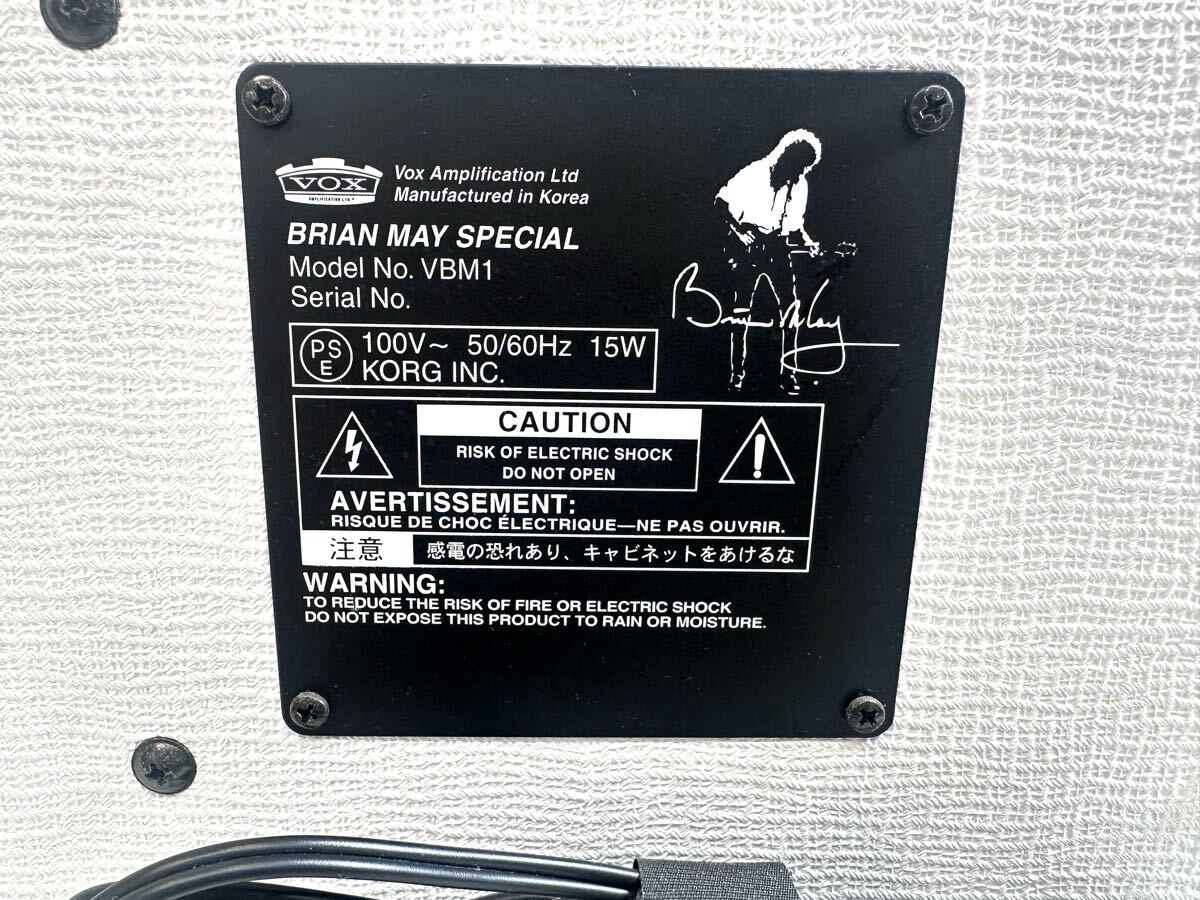 VOX
AMPLIFICATION LTD.
Vox Amplification Ltd
Manufactured in Korea
BRIAN MAY SPECIAL
Model No. VBM1
Serial No.
Brian May
PS
E
100V~ 50/60Hz 15W
KORG INC.
CAUTION
RISK OF ELECTRIC SHOCK
DO NOT OPEN
AVERTISSEMENT:
RISQUE DE CHOC ÉLECTRIQUE—NE PAS OUVRIR.
注意 感電の恐れあり、キャビネットをあけるな
WARNING:
TO REDUCE THE RISK OF FIRE OR ELECTRIC SHOCK
DO NOT EXPOSE THIS PRODUCT TO RAIN OR MOISTURE.